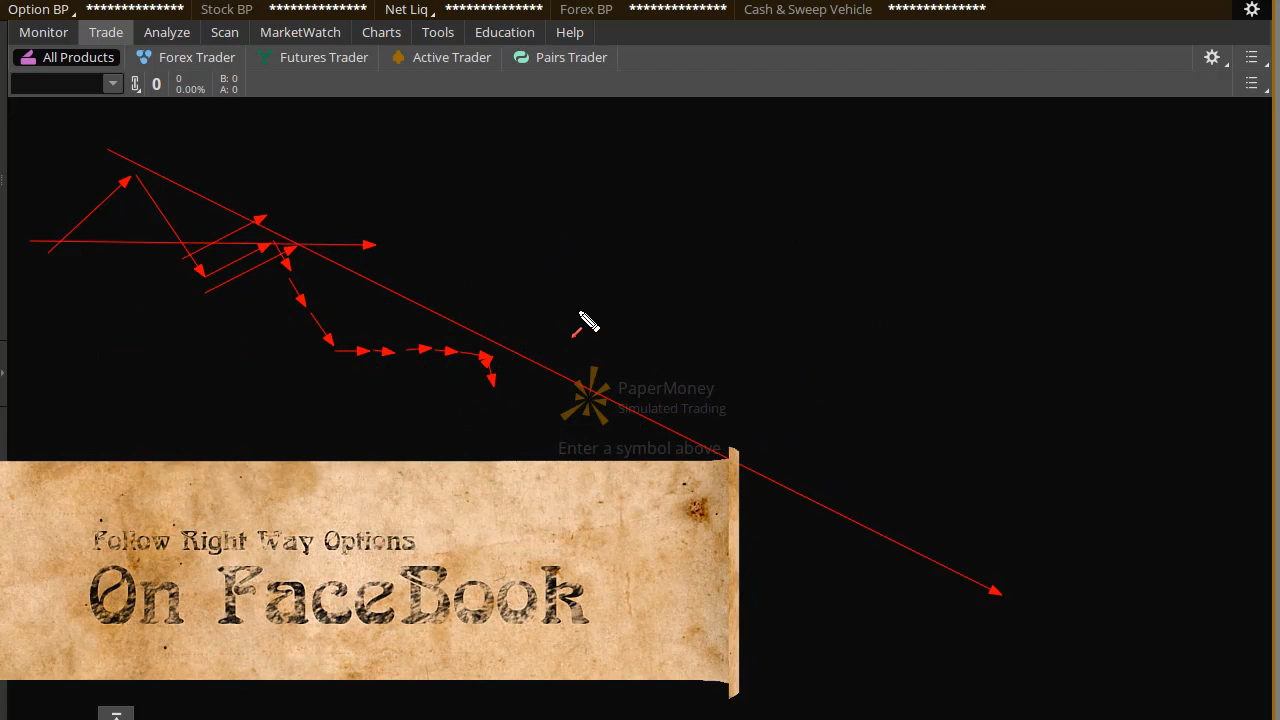 Option BP ************** Stock BP ************** Net Liq ************** Forex BP ************** Cash & Sweep Vehicle **************
Monitor Trade Analyze Scan MarketWatch Charts Tools Education Help
All Products Forex Trader Futures Trader Active Trader Pairs Trader
0 0 B: 0
0.00% A: 0
PaperMoney
Simulated Trading
Enter a symbol above
Follow Right Way Options
On FaceBook